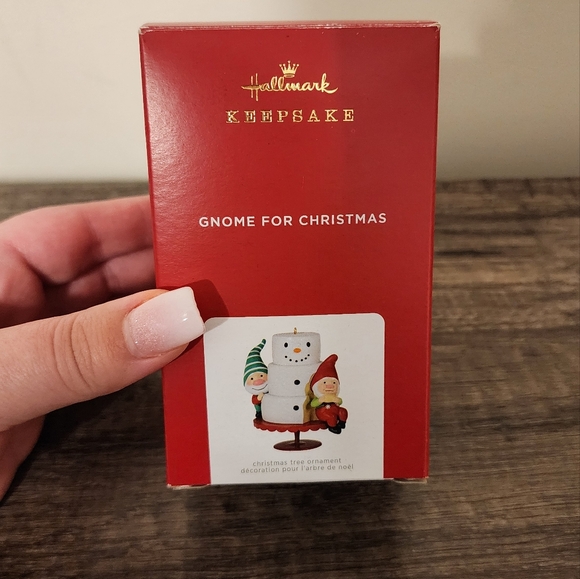 Hallmark
KEEPSAKE
GNOME FOR CHRISTMAS
christmas tree ornament
décoration pour l'arbre de noël